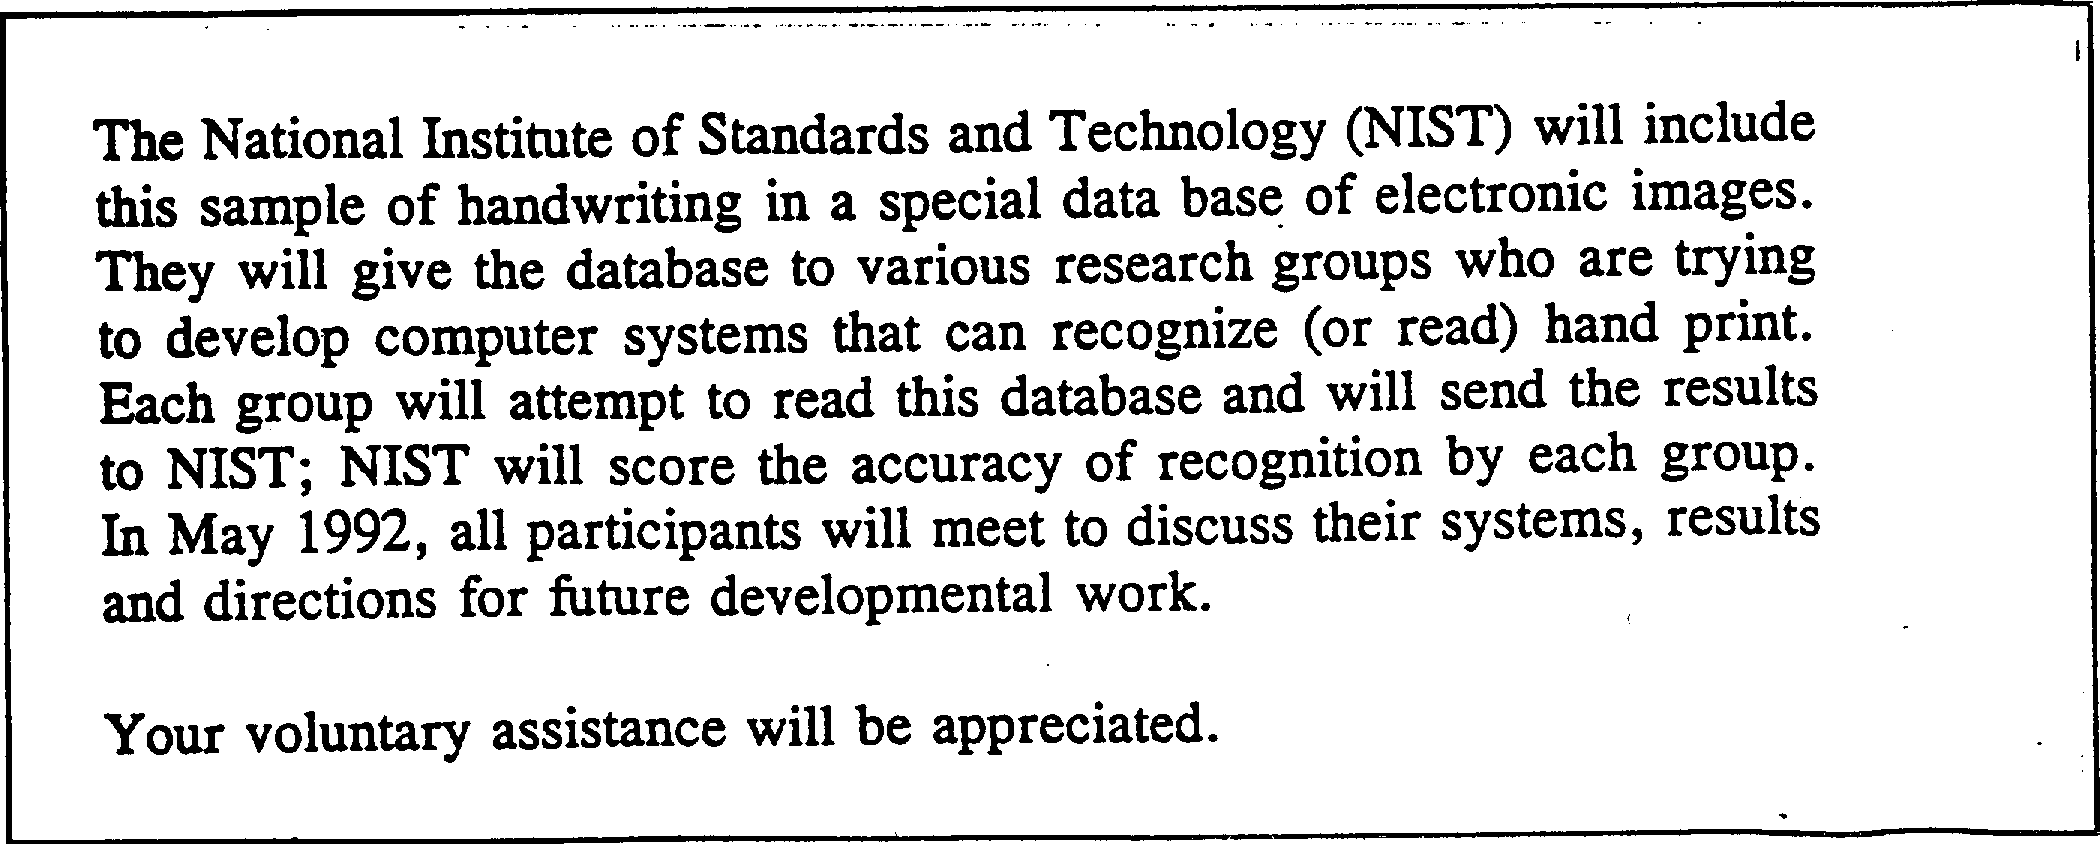 The National Institute of Standards and Technology (NIST) will include
this sample of handwriting in a special data base of electronic images.
They will give the database to various research groups who are trying
to develop computer systems that can recognize (or read) hand print.
Each group will attempt to read this database and will send the results
to NIST; NIST will score the accuracy of recognition by each group.
In May 1992, all participants will meet to discuss their systems, results
and directions for future developmental work.
Your voluntary assistance will be appreciated.